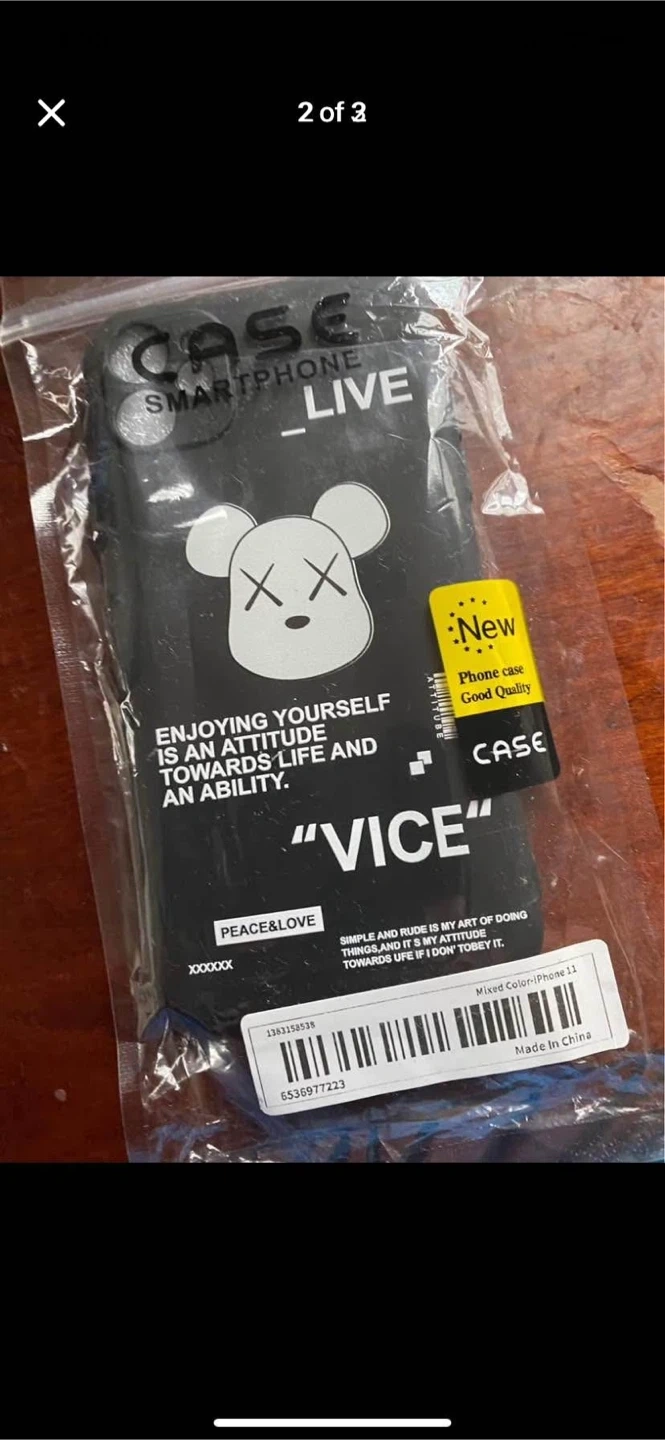 2 of 3
CASE
SMARTPHONE
_LIVE
New
Phone case
Good Quality
CASE
ATTITUBE
ENJOYING YOURSELF
IS AN ATTITUDE
TOWARDS LIFE AND
AN ABILITY.
"VICE"
PEACE&LOVE
XXXXXX
SIMPLE AND RUDE IS MY ART OF DOING
THINGS,AND IT S MY ATTITUDE
TOWARDS UFE IF I DON' TOBEY IT.
1383158538
Mixed Color-iPhone 11
6536977223
Made In China